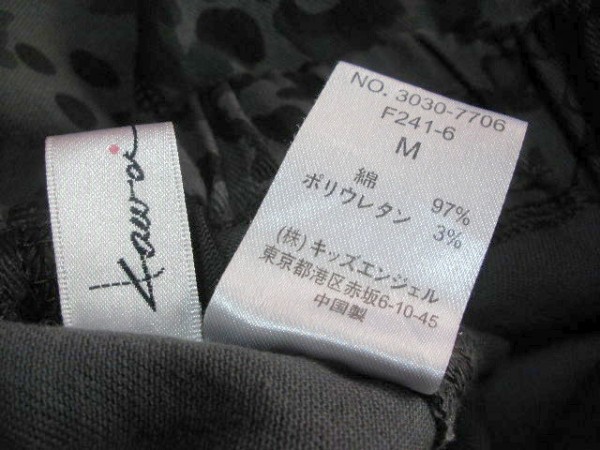 Kawa
NO. 3030-7706
F241-6
M
綿 97%
ポリウレタン 3%
(株) キッズエンジェル
東京都港区赤坂6-10-45
中国製